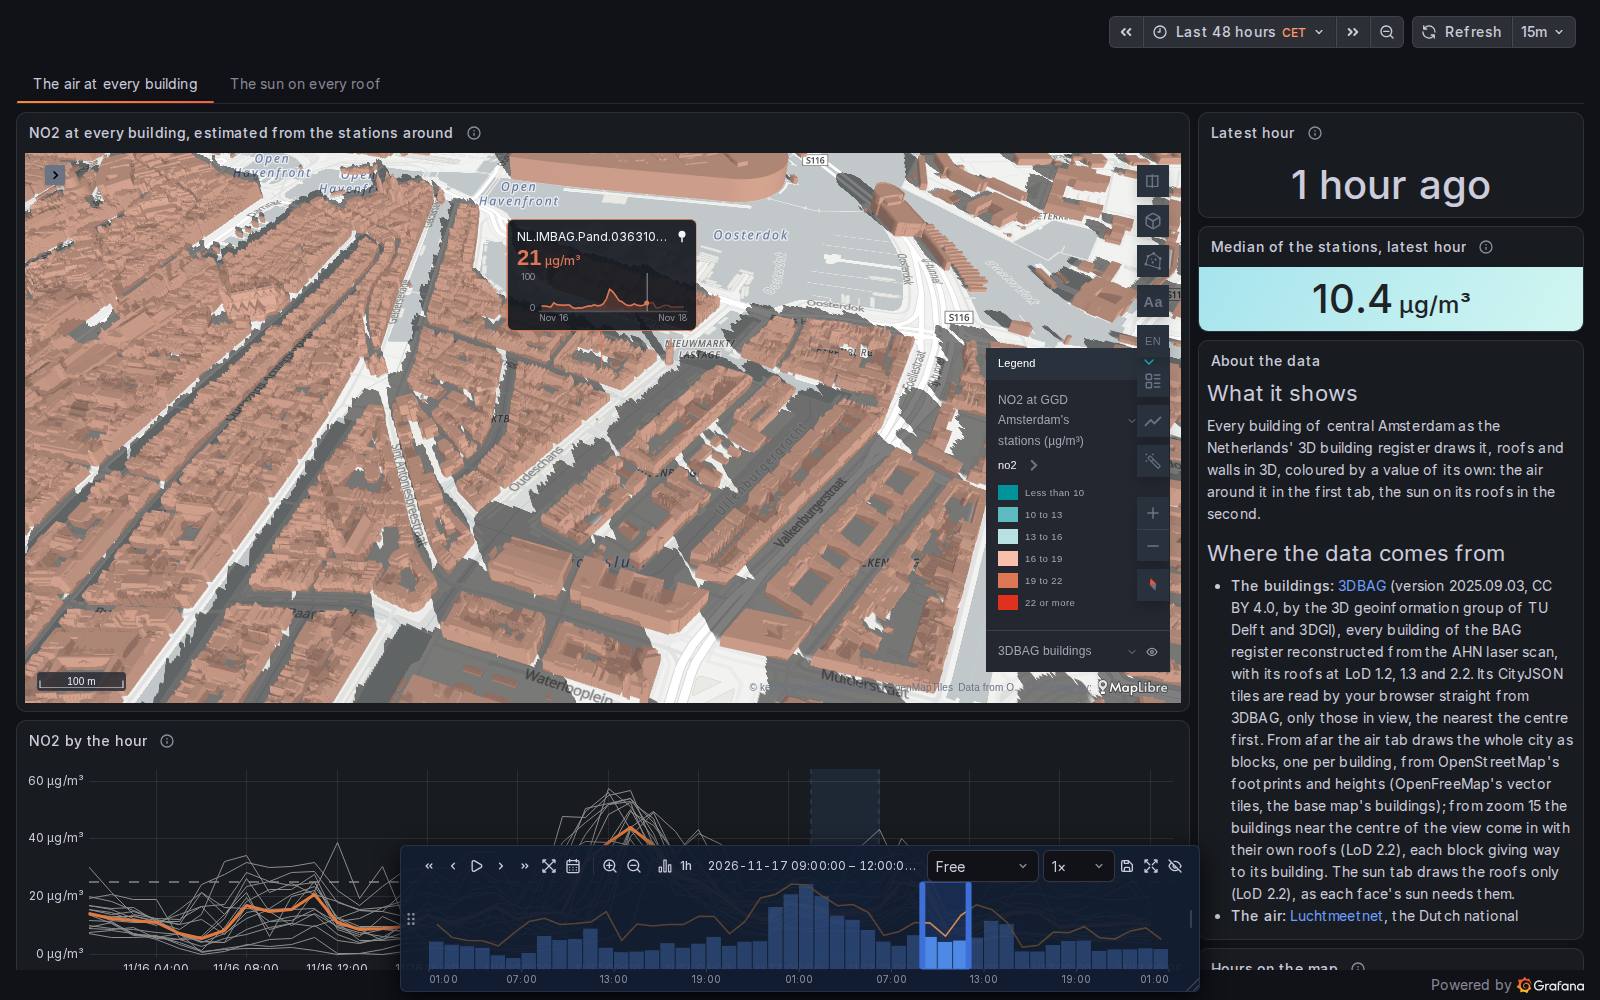 Last 48 hours CET
Refresh
15m
The air at every building
The sun on every roof
NO2 at every building, estimated from the stations around
Open
Havenfront
Open
Havenfront
S116
Oosterdok
Oosterdok
S116
NL.IMBAG.Pand.036310...
21 µg/m³
100
0
Nov 16
Nov 18
NIEUWMARKT/
LASTAGE
KTB
Oudeschans
Sint Antoniesbreestraat
Valkenburgerstraat
Waterlooplein
100 m
Aa
EN
Legend
NO2 at GGD
Amsterdam's
stations (µg/m³)
no2
Less than 10
10 to 13
13 to 16
16 to 19
19 to 22
22 or more
3DBAG buildings
OpenMapTiles Data from O...
MapLibre
NO2 by the hour
60 µg/m³
40 µg/m³
20 µg/m³
0 µg/m³
11/16 04:00
11/16 08:00
11/16 12:00
1h
2026-11-17 09:00:00 – 12:00:0...
Free
1×
01:00
07:00
13:00
19:00
01:00
07:00
13:00
19:00
01:00
Latest hour
1 hour ago
Median of the stations, latest hour
10.4 µg/m³
About the data
What it shows
Every building of central Amsterdam as the
Netherlands' 3D building register draws it, roofs and
walls in 3D, coloured by a value of its own: the air
around it in the first tab, the sun on its roofs in the
second.
Where the data comes from
• The buildings: 3DBAG (version 2025.09.03, CC
BY 4.0, by the 3D geoinformation group of TU
Delft and 3DGI), every building of the BAG
register reconstructed from the AHN laser scan,
with its roofs at LoD 1.2, 1.3 and 2.2. Its CityJSON
tiles are read by your browser straight from
3DBAG, only those in view, the nearest the centre
first. From afar the air tab draws the whole city as
blocks, one per building, from OpenStreetMap's
footprints and heights (OpenFreeMap's vector
tiles, the base map's buildings); from zoom 15 the
buildings near the centre of the view come in with
their own roofs (LoD 2.2), each block giving way
to its building. The sun tab draws the roofs only
(LoD 2.2), as each face's sun needs them.
• The air: Luchtmeetnet, the Dutch national
Hours on the map
Powered by Grafana